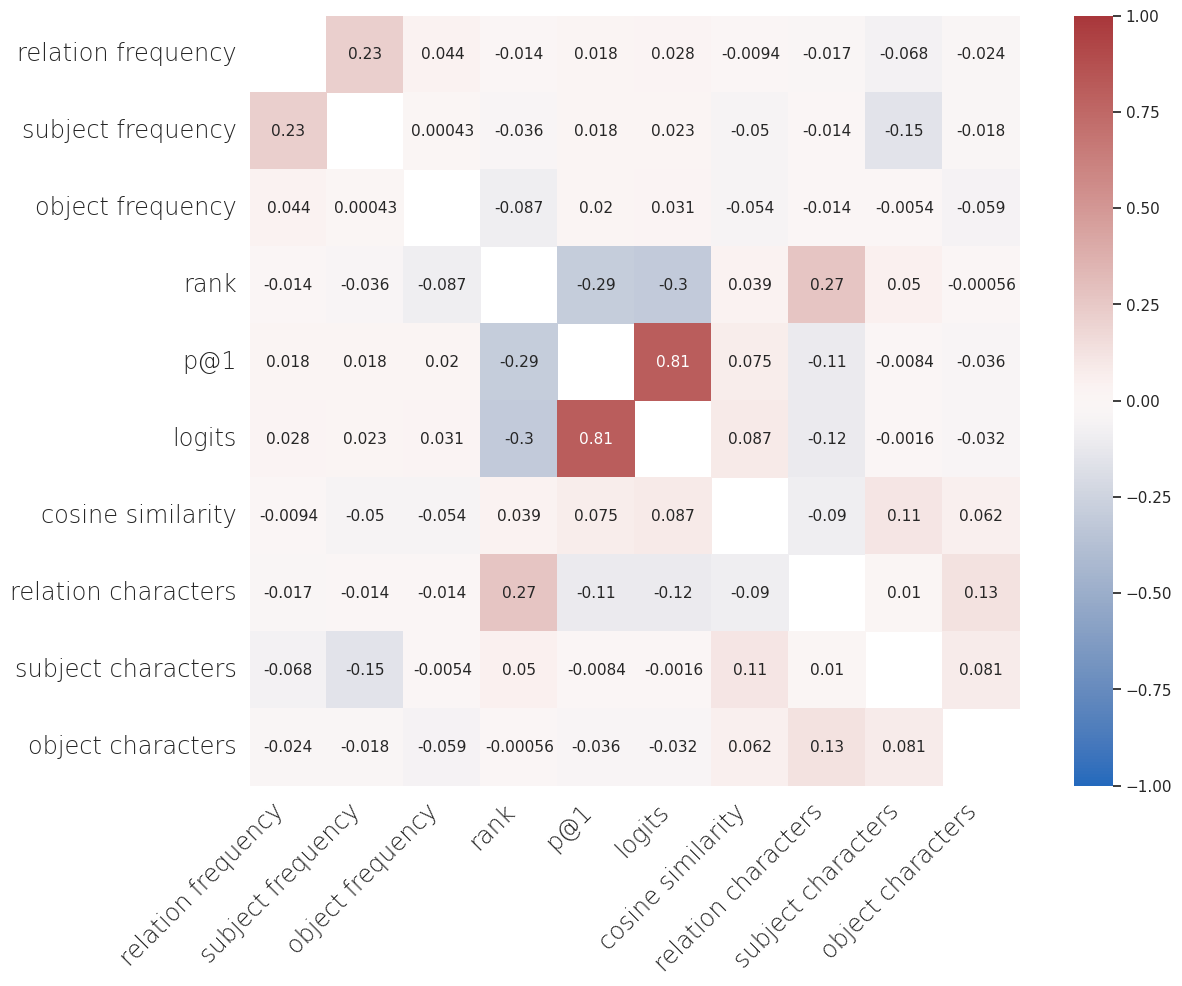 relation frequency 0.23 0.044 -0.014 0.018 0.028 -0.0094 -0.017 -0.068 -0.024
subject frequency 0.23 0.00043 -0.036 0.018 0.023 -0.05 -0.014 -0.15 -0.018
object frequency 0.044 0.00043 -0.087 0.02 0.031 -0.054 -0.014 -0.0054 -0.059
rank -0.014 -0.036 -0.087 -0.29 -0.3 0.039 0.27 0.05 -0.00056
p@1 0.018 0.018 0.02 -0.29 0.81 0.075 -0.11 -0.0084 -0.036
logits 0.028 0.023 0.031 -0.3 0.81 0.087 -0.12 -0.0016 -0.032
cosine similarity -0.0094 -0.05 -0.054 0.039 0.075 0.087 -0.09 0.11 0.062
relation characters -0.017 -0.014 -0.014 0.27 -0.11 -0.12 -0.09 0.01 0.13
subject characters -0.068 -0.15 -0.0054 0.05 -0.0084 -0.0016 0.11 0.01 0.081
object characters -0.024 -0.018 -0.059 -0.00056 -0.036 -0.032 0.062 0.13 0.081
relation frequency
subject frequency
object frequency
rank
p@1
logits
cosine similarity
relation characters
subject characters
object characters
1.00
0.75
0.50
0.25
0.00
−0.25
−0.50
−0.75
−1.00